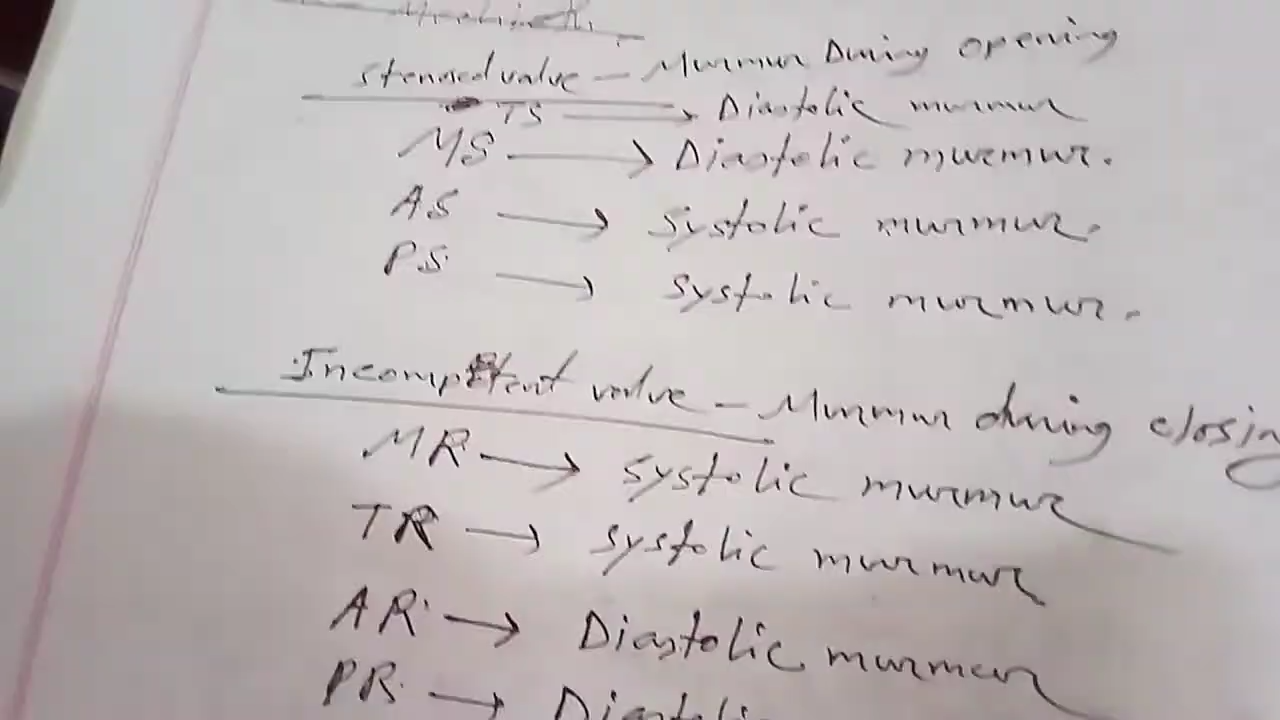 Stenosed valve — Murmur During opening
TS → Diastolic murmur
MS → Diastolic murmur.
AS → systolic murmur.
PS → systolic murmur.
Incompetent valve — Murmur during closing
MR → systolic murmur
TR → systolic murmur
AR → Diastolic murmur
PR → Diastolic